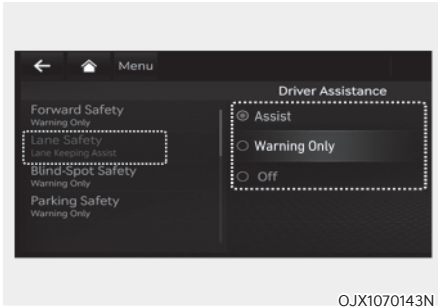 Menu
Driver Assistance
Forward Safety
Warning Only
Lane Safety
Lane Keeping Assist
Blind-Spot Safety
Warning Only
Parking Safety
Warning Only
Assist
Warning Only
Off
OJX1070143N